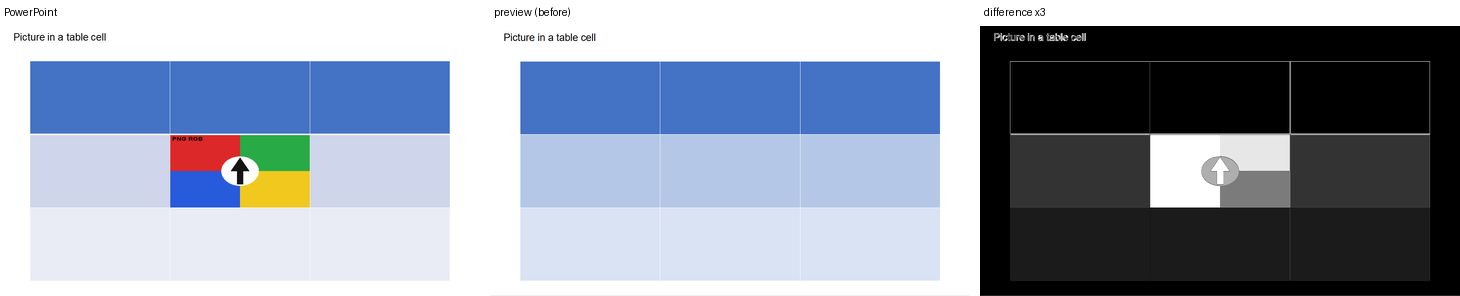 PowerPoint
preview (before)
difference x3
Picture in a table cell
Picture in a table cell
Picture in a table cell
PNG RGB